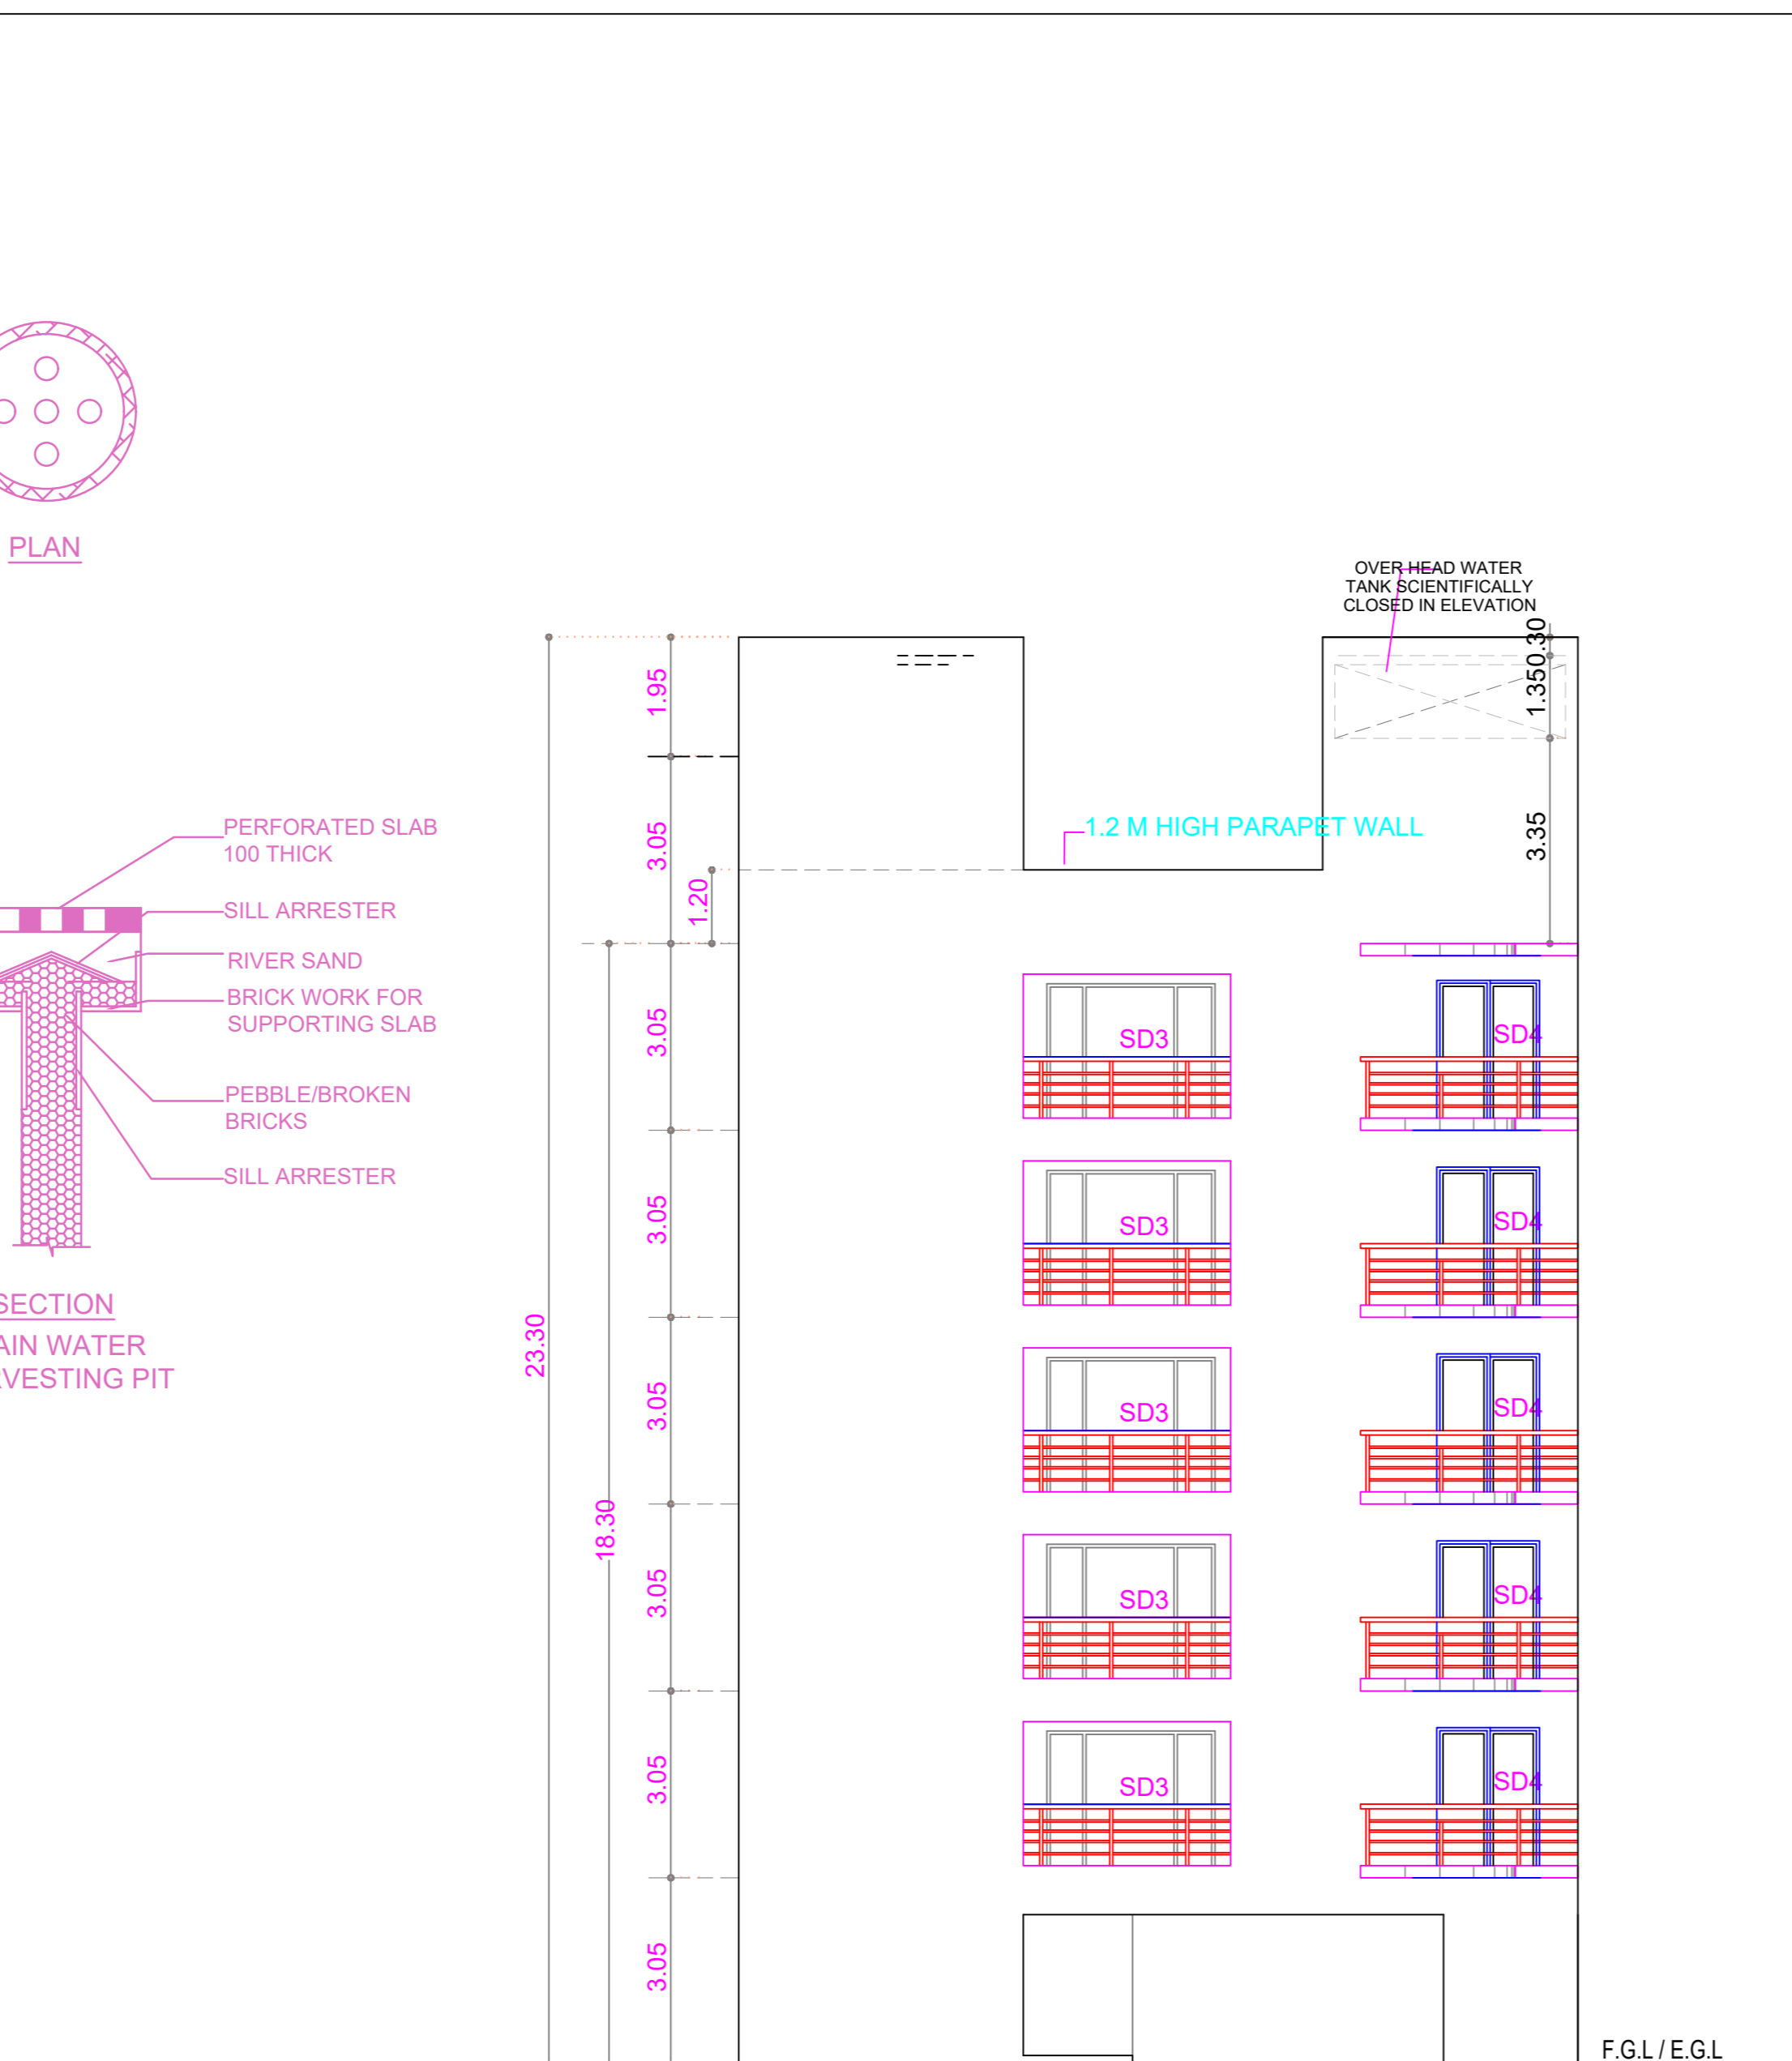 PLAN
PERFORATED SLAB
100 THICK
SILL ARRESTER
RIVER SAND
BRICK WORK FOR
SUPPORTING SLAB
PEBBLE/BROKEN
BRICKS
SILL ARRESTER
SECTION
AIN WATER
RVESTING PIT
OVER HEAD WATER
TANK SCIENTIFICALLY
CLOSED IN ELEVATION
0.30
1.35
3.35
1.2 M HIGH PARAPET WALL
1.95
3.05
1.20
3.05
3.05
3.05
3.05
3.05
3.05
23.30
18.30
SD3
SD4
SD3
SD4
SD3
SD4
SD3
SD4
SD3
SD4
F.G.L / E.G.L